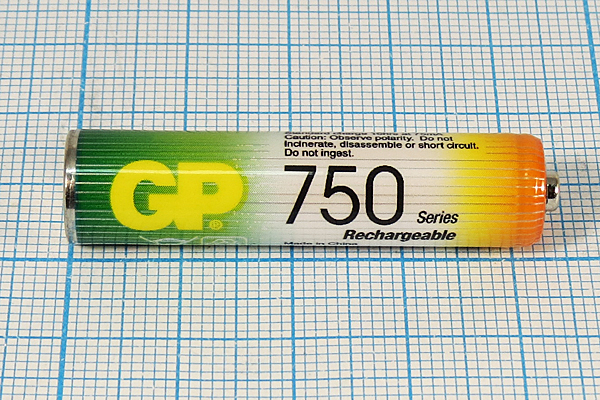 Caution: Observe polarity. Do not
Incinerate, disassemble or short circuit.
Do not ingest.
GP®
750 Series
Rechargeable
Made in China